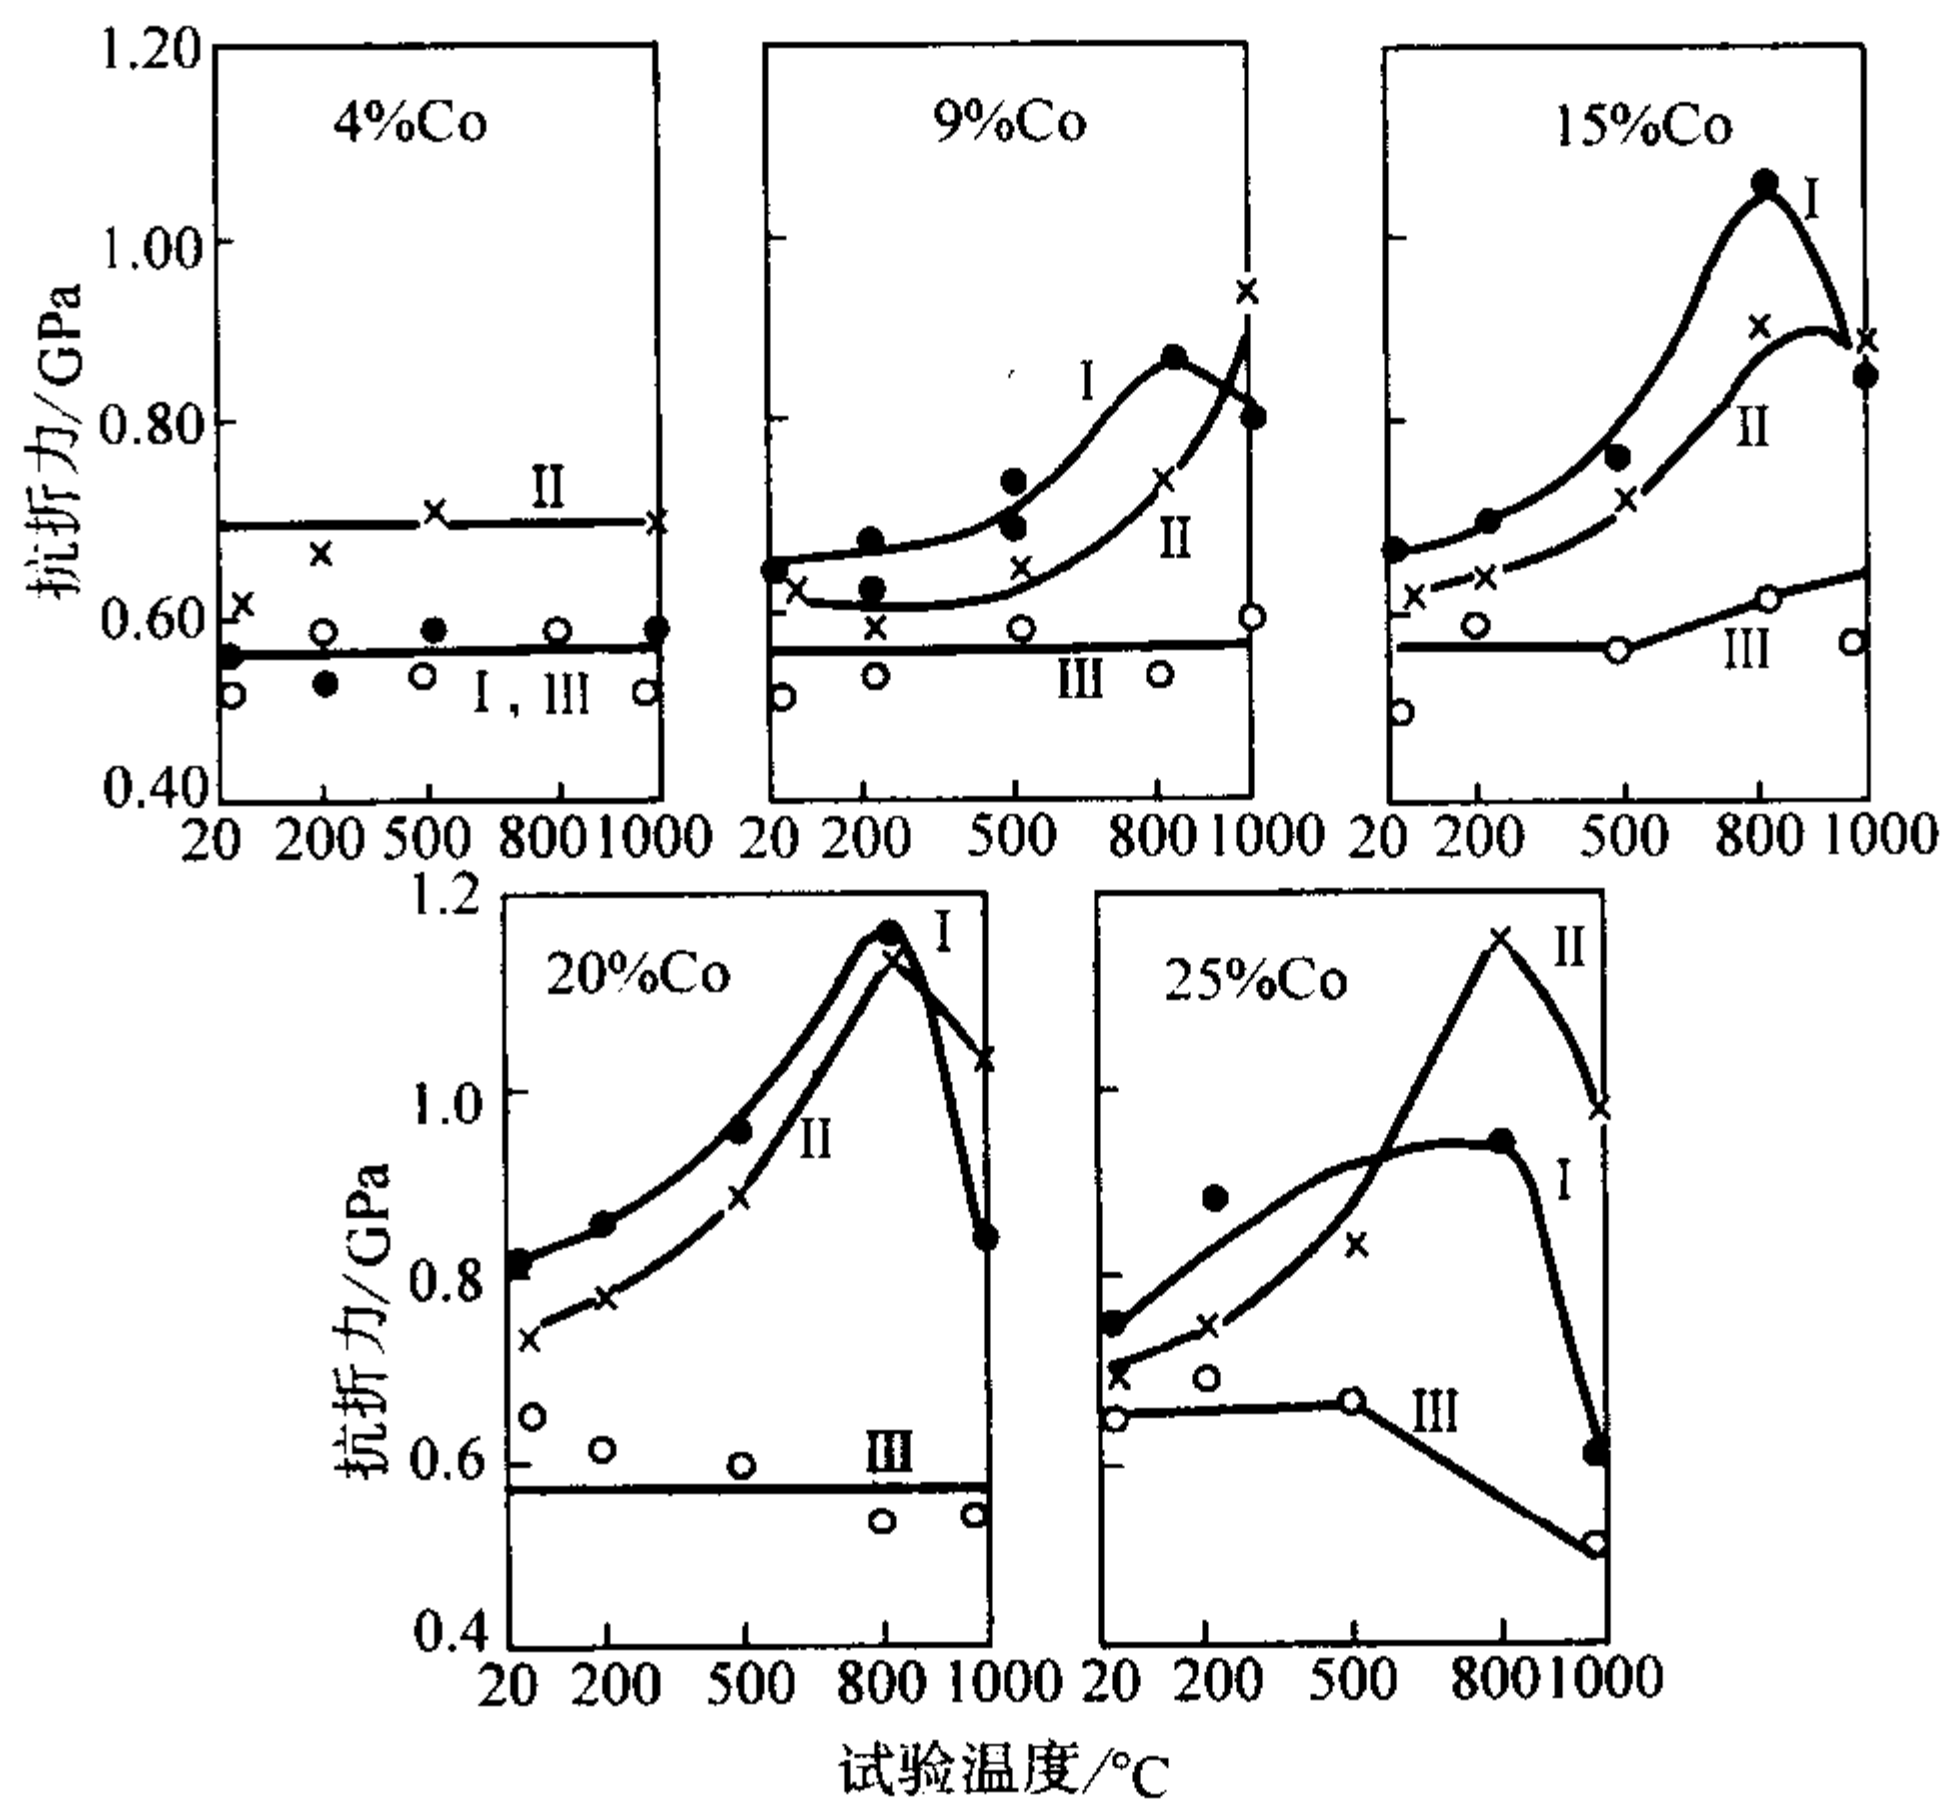 1.20
4%Co
9%Co
15%Co
I
1.00
抗折力/GPa
I
0.80
II
II
II
0.60
I , III
III
III
0.40
20 200 500 800 1000 20 200 500 800 1000 20 200 500 800 1000
1.2
I
II
20%Co
25%Co
1.0
II
I
抗折力/GPa
0.8
III
III
0.6
0.4
20 200 500 800 1000 20 200 500 800 1000
试验温度/°C